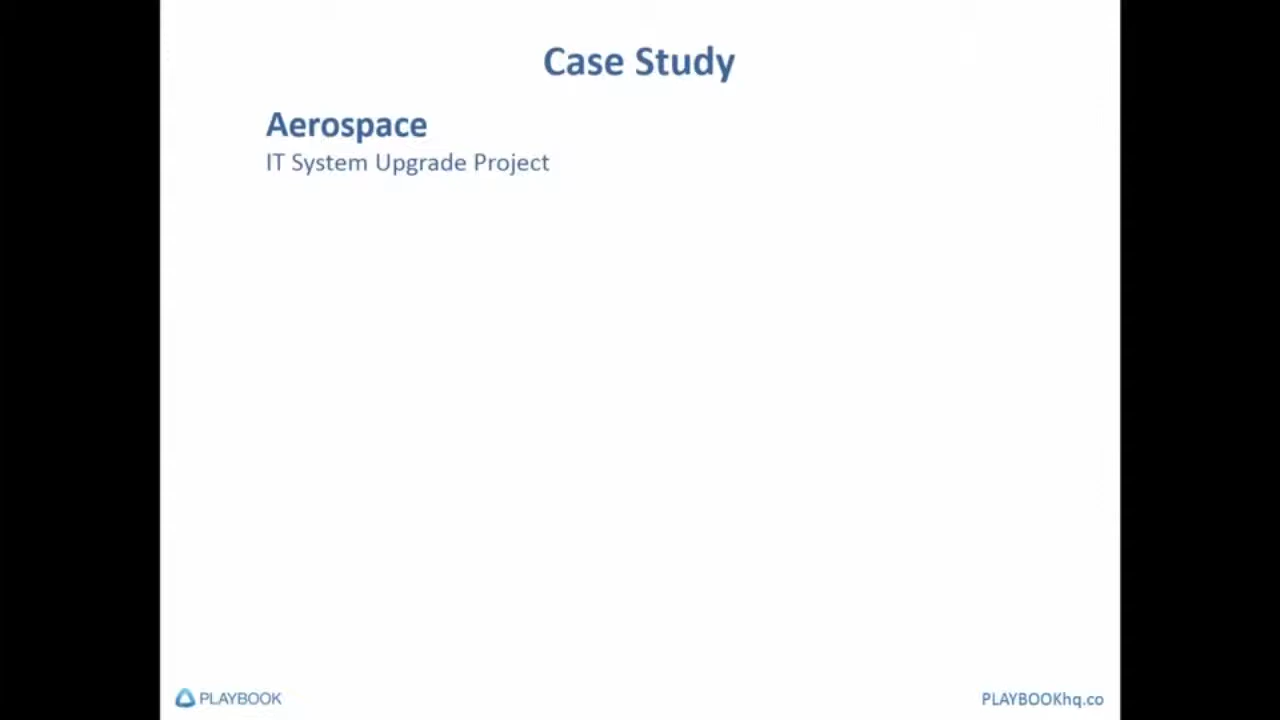 Case Study
Aerospace
IT System Upgrade Project
PLAYBOOK
PLAYBOOKhq.co